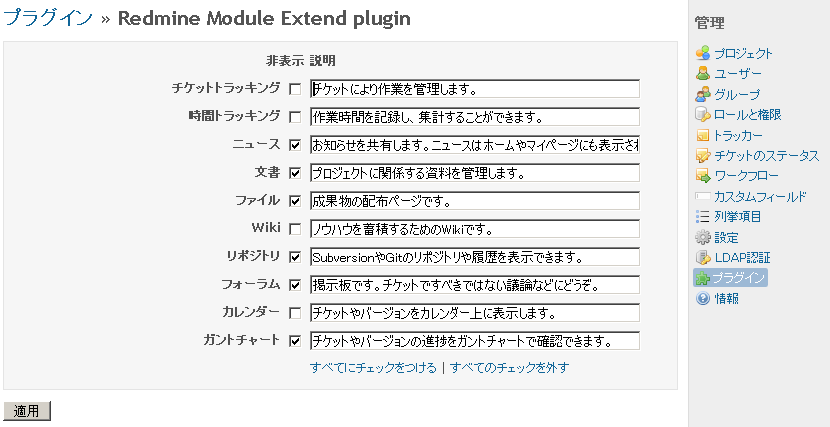 プラグイン » Redmine Module Extend plugin
非表示 説明
チケットトラッキング チケットにより作業を管理します。
時間トラッキング 作業時間を記録し、集計することができます。
ニュース お知らせを共有します。ニュースはホームやマイページにも表示され
文書 プロジェクトに関係する資料を管理します。
ファイル 成果物の配布ページです。
Wiki ノウハウを蓄積するためのWikiです。
リポジトリ SubversionやGitのリポジトリや履歴を表示できます。
フォーラム 掲示板です。チケットですべきではない議論などにどうぞ。
カレンダー チケットやバージョンをカレンダー上に表示します。
ガントチャート チケットやバージョンの進捗をガントチャートで確認できます。
すべてにチェックをつける | すべてのチェックを外す
適用
管理
プロジェクト
ユーザー
グループ
ロールと権限
トラッカー
チケットのステータス
ワークフロー
カスタムフィールド
列挙項目
設定
LDAP認証
プラグイン
情報